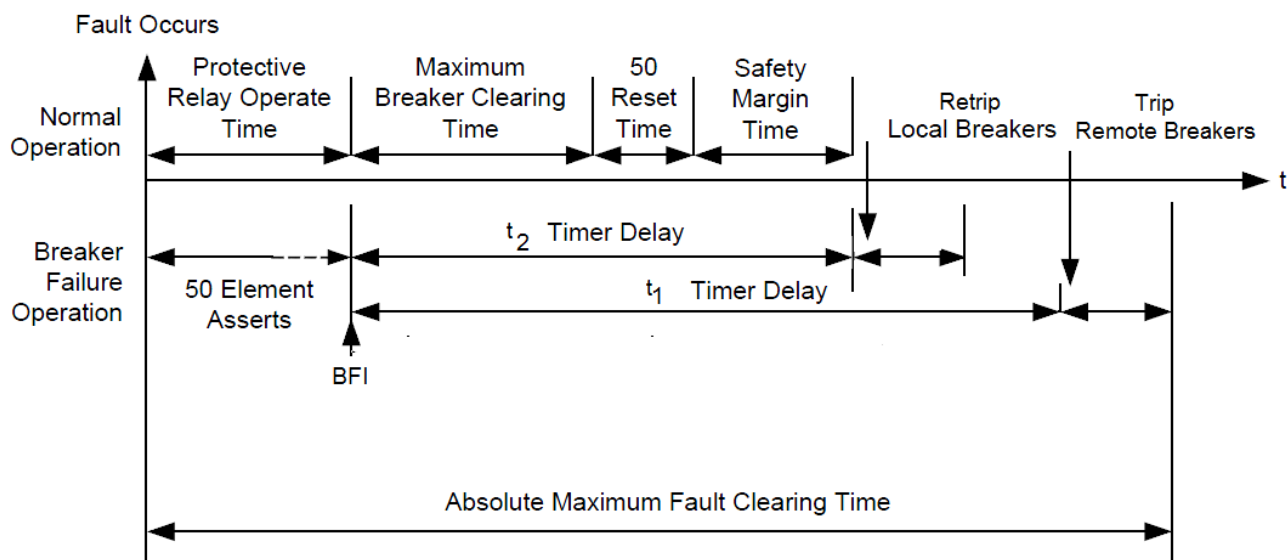 Fault Occurs
Protective
Relay Operate
Time
Maximum
Breaker Clearing
Time
50
Reset
Time
Safety
Margin
Time
Retrip
Local Breakers
Trip
Remote Breakers
Normal
Operation
t
Breaker
Failure
Operation
t2 Timer Delay
50 Element
Asserts
t1 Timer Delay
BFI
Absolute Maximum Fault Clearing Time